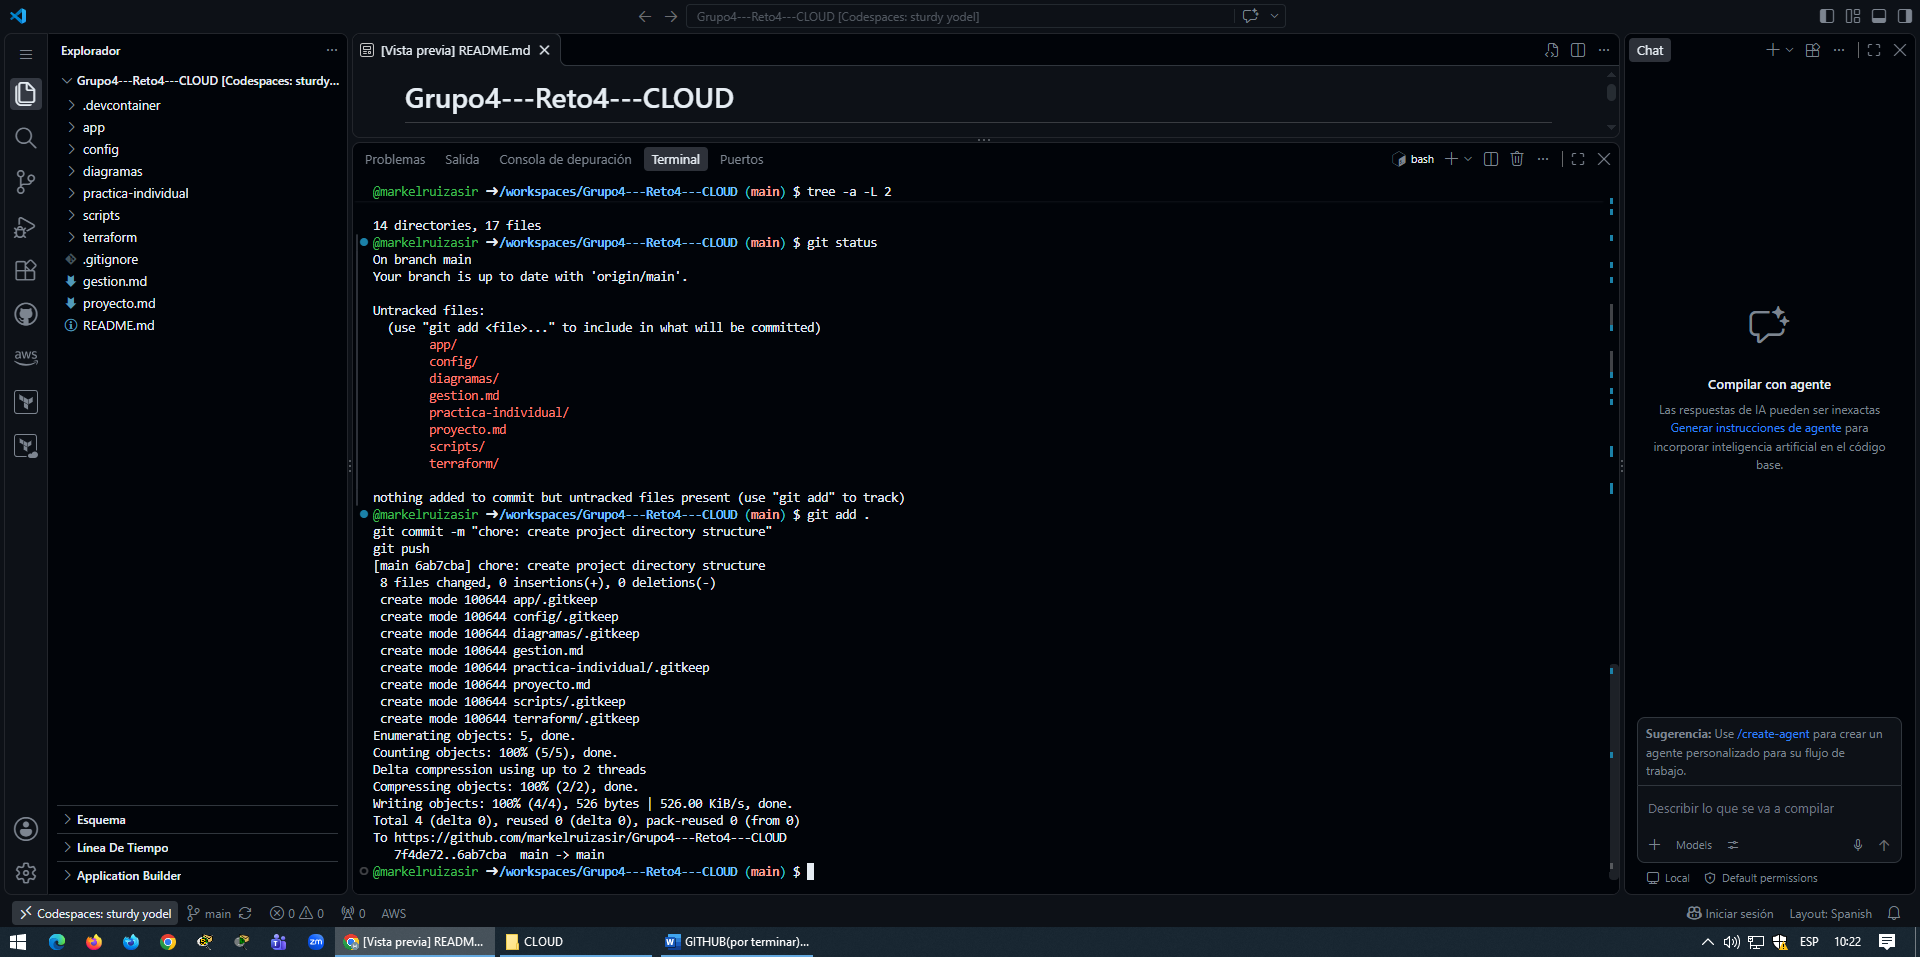 Grupo4---Reto4---CLOUD [Codespaces: sturdy yodel]
Explorador
Grupo4---Reto4---CLOUD [Codespaces: sturdy...
.devcontainer
app
config
diagramas
practica-individual
scripts
terraform
.gitignore
gestion.md
proyecto.md
README.md
Esquema
Línea De Tiempo
Application Builder
aws
[Vista previa] README.md
Grupo4---Reto4---CLOUD
Problemas Salida Consola de depuración Terminal Puertos
bash
@markelruizasir ➜/workspaces/Grupo4---Reto4---CLOUD (main) $ tree -a -L 2
14 directories, 17 files
@markelruizasir ➜/workspaces/Grupo4---Reto4---CLOUD (main) $ git status
On branch main
Your branch is up to date with 'origin/main'.
Untracked files:
(use "git add <file>..." to include in what will be committed)
app/
config/
diagramas/
gestion.md
practica-individual/
proyecto.md
scripts/
terraform/
nothing added to commit but untracked files present (use "git add" to track)
@markelruizasir ➜/workspaces/Grupo4---Reto4---CLOUD (main) $ git add .
git commit -m "chore: create project directory structure"
git push
[main 6ab7cba] chore: create project directory structure
8 files changed, 0 insertions(+), 0 deletions(-)
create mode 100644 app/.gitkeep
create mode 100644 config/.gitkeep
create mode 100644 diagramas/.gitkeep
create mode 100644 gestion.md
create mode 100644 practica-individual/.gitkeep
create mode 100644 proyecto.md
create mode 100644 scripts/.gitkeep
create mode 100644 terraform/.gitkeep
Enumerating objects: 5, done.
Counting objects: 100% (5/5), done.
Delta compression using up to 2 threads
Compressing objects: 100% (2/2), done.
Writing objects: 100% (4/4), 526 bytes | 526.00 KiB/s, done.
Total 4 (delta 0), reused 0 (delta 0), pack-reused 0 (from 0)
To https://github.com/markelruizasir/Grupo4---Reto4---CLOUD
7f4de72..6ab7cba  main -> main
@markelruizasir ➜/workspaces/Grupo4---Reto4---CLOUD (main) $
Chat
Compilar con agente
Las respuestas de IA pueden ser inexactas
Generar instrucciones de agente para
incorporar inteligencia artificial en el código
base.
Sugerencia: Use /create-agent para crear un
agente personalizado para su flujo de
trabajo.
Describir lo que se va a compilar
Models
Local Default permissions
Codespaces: sturdy yodel main 0 0 0 AWS
Iniciar sesión Layout: Spanish
zm
[Vista previa] READM...
CLOUD
GITHUB(por terminar)...
ESP
10:22